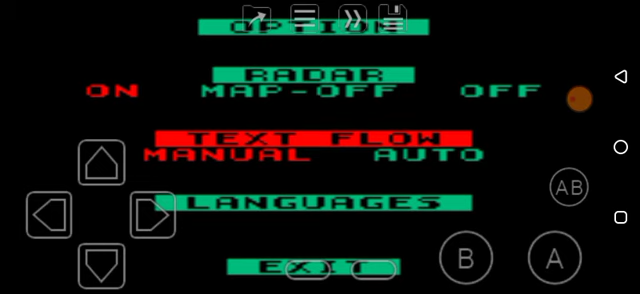 OPTION
RADAR
ON MAP-OFF OFF
TEXT FLOW
MANUAL AUTO
LANGUAGES
EXIT
AB
B A